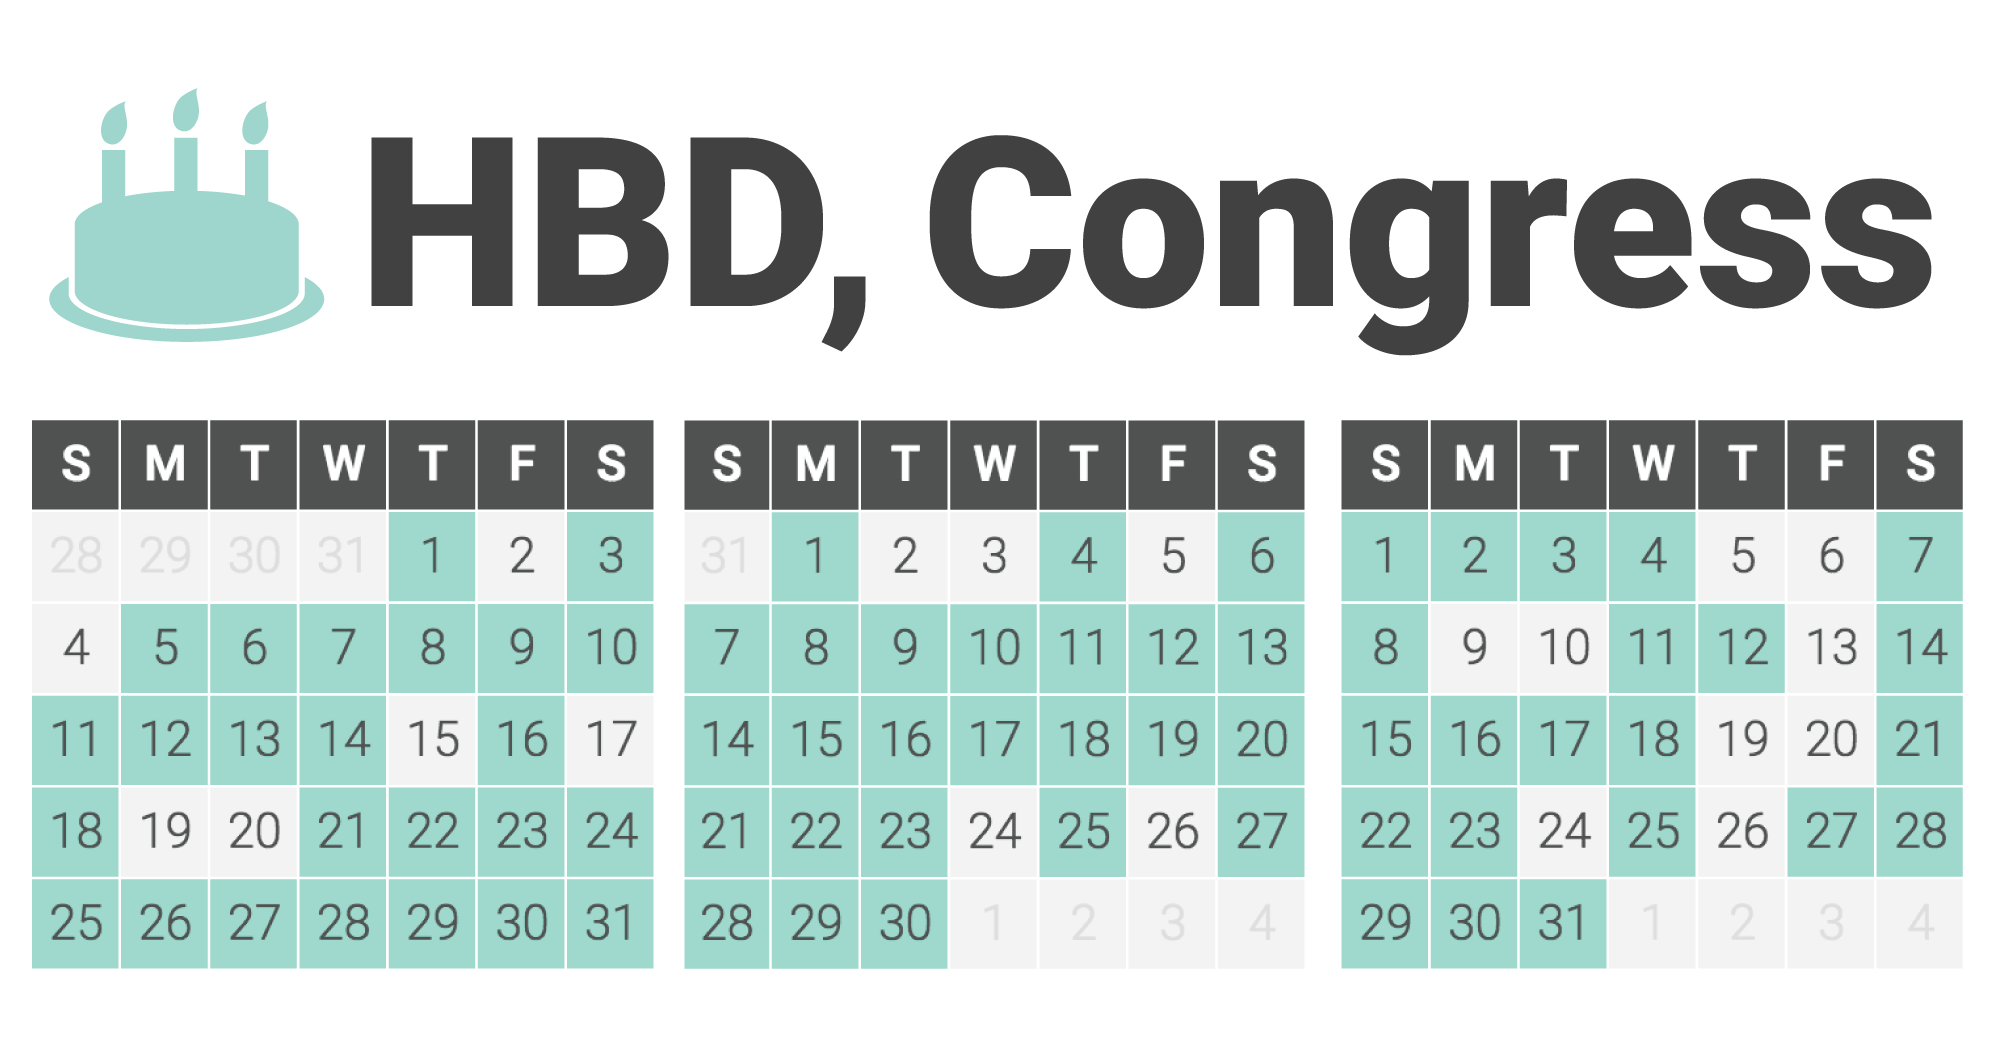 HBD, Congress
S M T W T F S
28 29 30 31 1 2 3
4 5 6 7 8 9 10
11 12 13 14 15 16 17
18 19 20 21 22 23 24
25 26 27 28 29 30 31
S M T W T F S
31 1 2 3 4 5 6
7 8 9 10 11 12 13
14 15 16 17 18 19 20
21 22 23 24 25 26 27
28 29 30 1 2 3 4
S M T W T F S
1 2 3 4 5 6 7
8 9 10 11 12 13 14
15 16 17 18 19 20 21
22 23 24 25 26 27 28
29 30 31 1 2 3 4